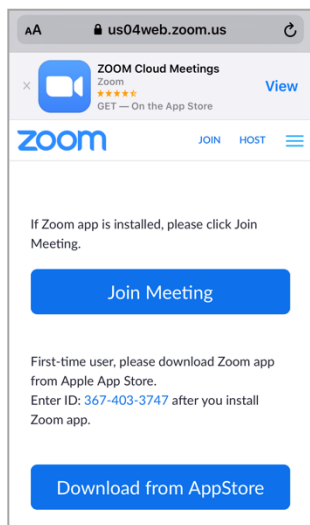 AA us04web.zoom.us
ZOOM Cloud Meetings
Zoom
GET — On the App Store
View
zoom JOIN HOST
If Zoom app is installed, please click Join
Meeting.
Join Meeting
First-time user, please download Zoom app
from Apple App Store.
Enter ID: 367-403-3747 after you install
Zoom app.
Download from AppStore